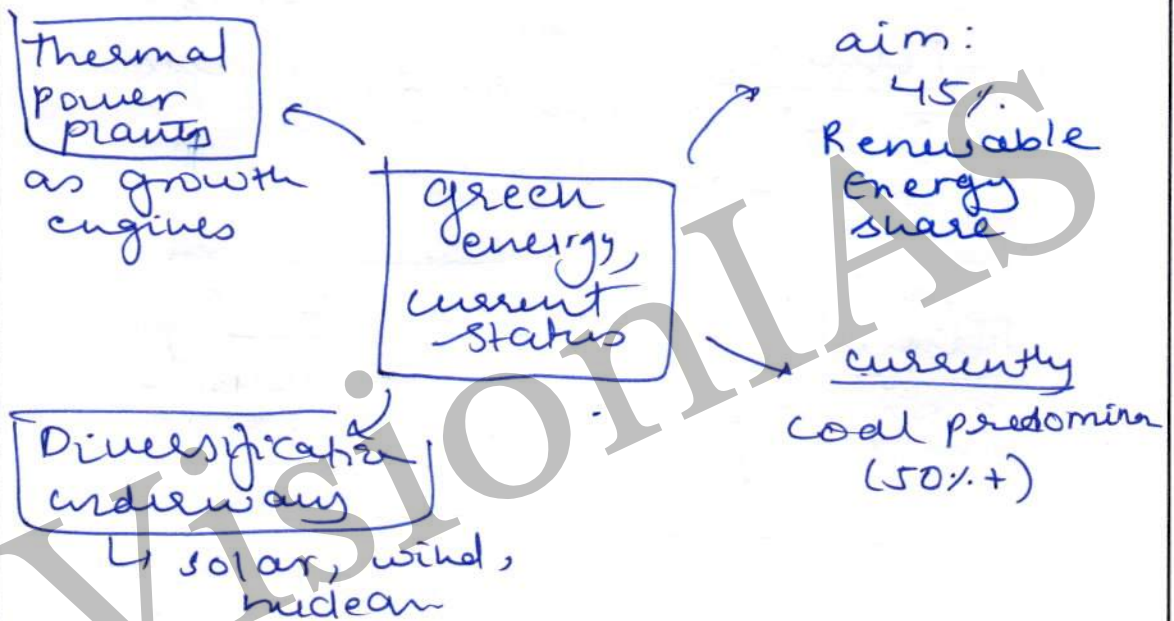 Thermal
power
plants
as growth
engines
aim:
45%
Renewable
Energy
share
green
energy,
current
status
currently
coal predomina
(50%+)
Diversification
underway
↳ solar, wind,
nuclear
VisionIAS